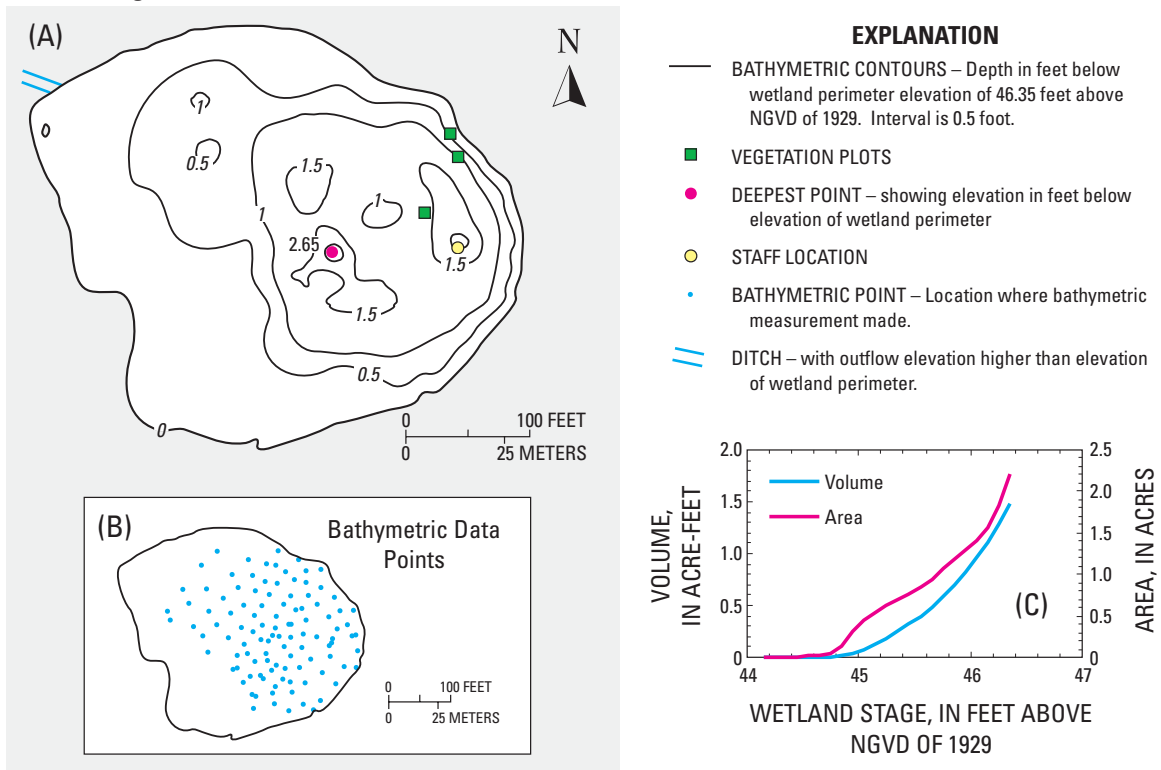 (A)
N
1
0.5
1.5
1
1
2.65
1.5
1.5
0.5
0
0 100 FEET
0 25 METERS
(B)
Bathymetric Data
Points
0 100 FEET
0 25 METERS
EXPLANATION
BATHYMETRIC CONTOURS – Depth in feet below
wetland perimeter elevation of 46.35 feet above
NGVD of 1929. Interval is 0.5 foot.
VEGETATION PLOTS
DEEPEST POINT – showing elevation in feet below
elevation of wetland perimeter
STAFF LOCATION
BATHYMETRIC POINT – Location where bathymetric
measurement made.
DITCH – with outflow elevation higher than elevation
of wetland perimeter.
VOLUME,
IN ACRE-FEET
2.0
1.5
1.0
0.5
0
Volume
Area
(C)
2.5
2.0
1.5
1.0
0.5
0
AREA, IN ACRES
44 45 46 47
WETLAND STAGE, IN FEET ABOVE
NGVD OF 1929